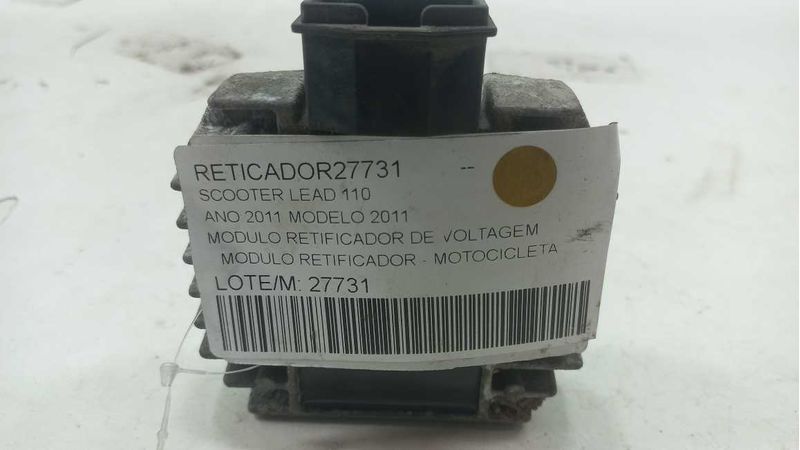 RETICADOR27731 --
SCOOTER LEAD 110
ANO 2011 MODELO 2011
MODULO RETIFICADOR DE VOLTAGEM
MODULO RETIFICADOR - MOTOCICLETA
LOTE/M: 27731